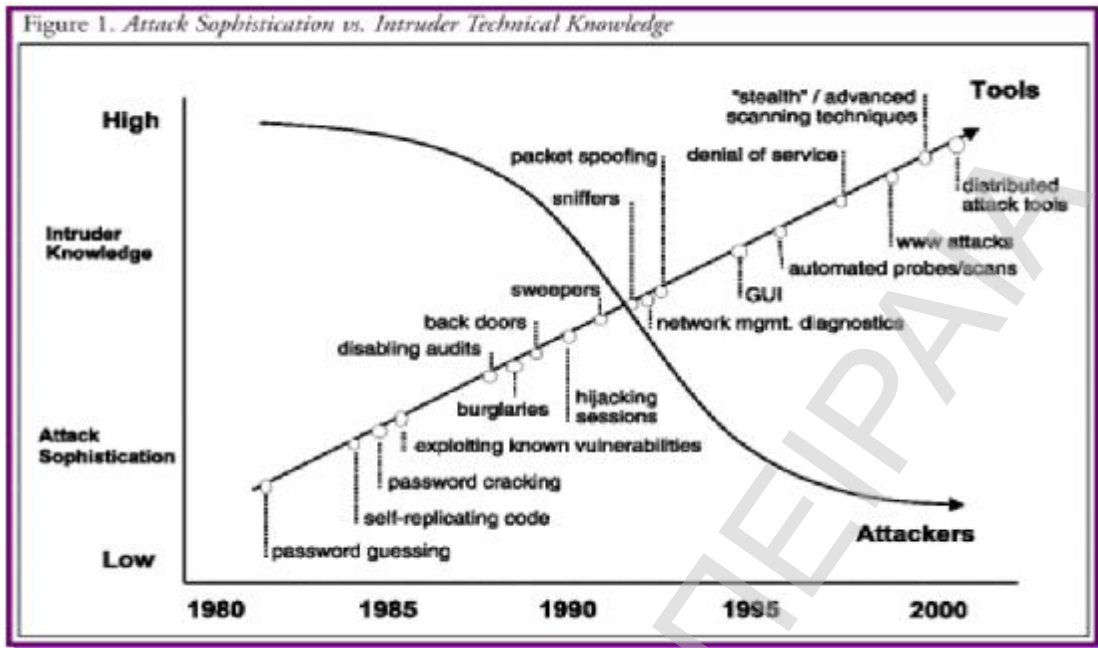 Figure 1. Attack Sophistication vs. Intruder Technical Knowledge
High
Intruder
Knowledge
Attack
Sophistication
Low
Tools
"stealth" / advanced
scanning techniques
packet spoofing
denial of service
sniffers
distributed
attack tools
www attacks
sweepers
automated probes/scans
GUI
back doors
network mgmt. diagnostics
disabling audits
burglaries
hijacking
sessions
exploiting known vulnerabilities
password cracking
self-replicating code
password guessing
Attackers
1980
1985
1990
1995
2000
ΠΕΙΡΑΙΑ